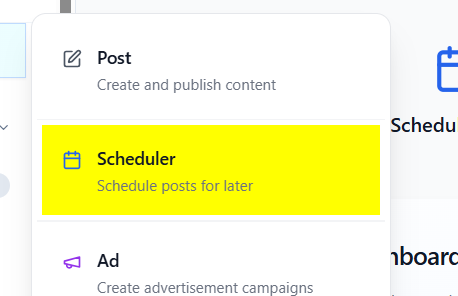 Post
Create and publish content
Scheduler
Schedule posts for later
Ad
Create advertisement campaigns